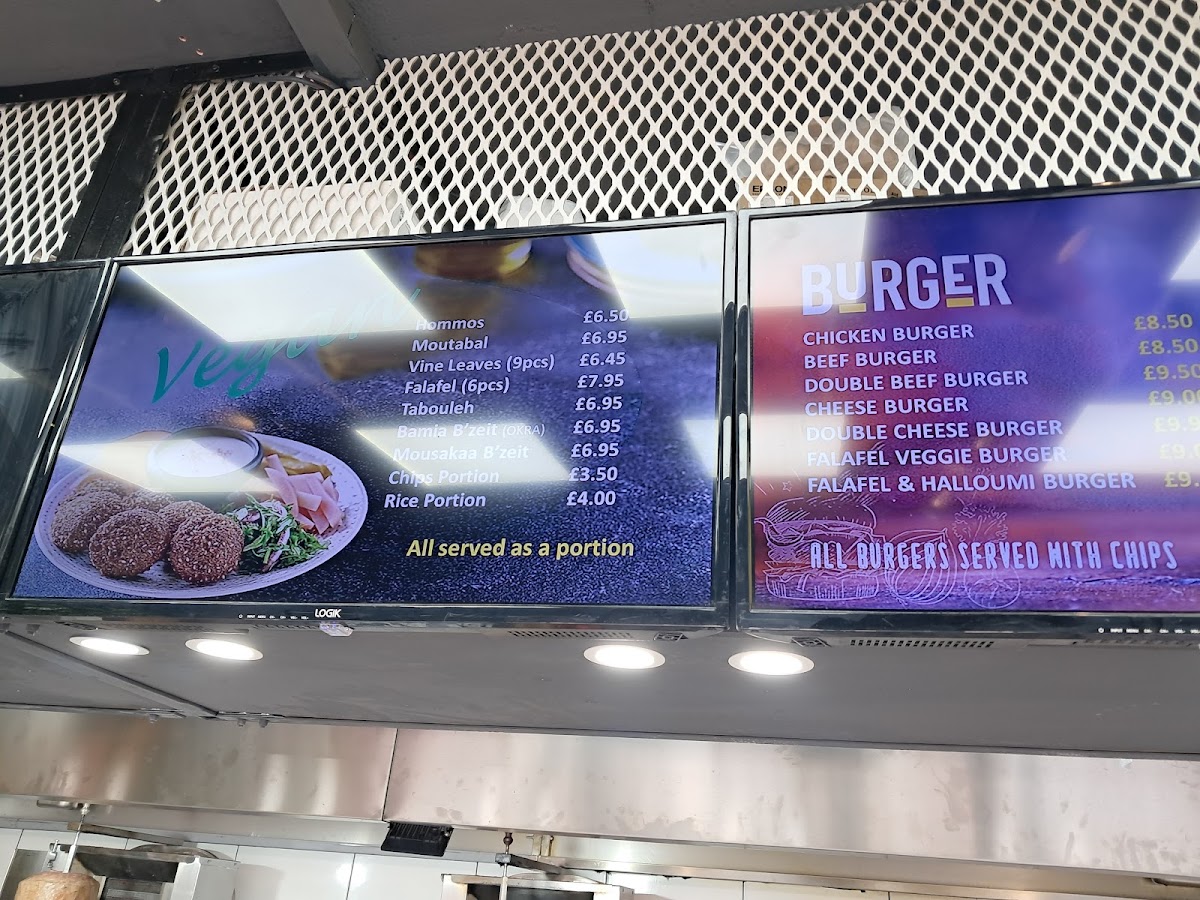 Vegan
Hommos £6.50
Moutabal £6.95
Vine Leaves (9pcs) £6.45
Falafel (6pcs) £7.95
Tabouleh £6.95
Bamia B'zeit (OKRA) £6.95
Mousakaa B'zeit £6.95
Chips Portion £3.50
Rice Portion £4.00
All served as a portion
LOGIK
BURGER
CHICKEN BURGER £8.50
BEEF BURGER £8.50
DOUBLE BEEF BURGER £9.50
CHEESE BURGER £9.00
DOUBLE CHEESE BURGER
FALAFEL VEGGIE BURGER
FALAFEL & HALLOUMI BURGER
ALL BURGERS SERVED WITH CHIPS